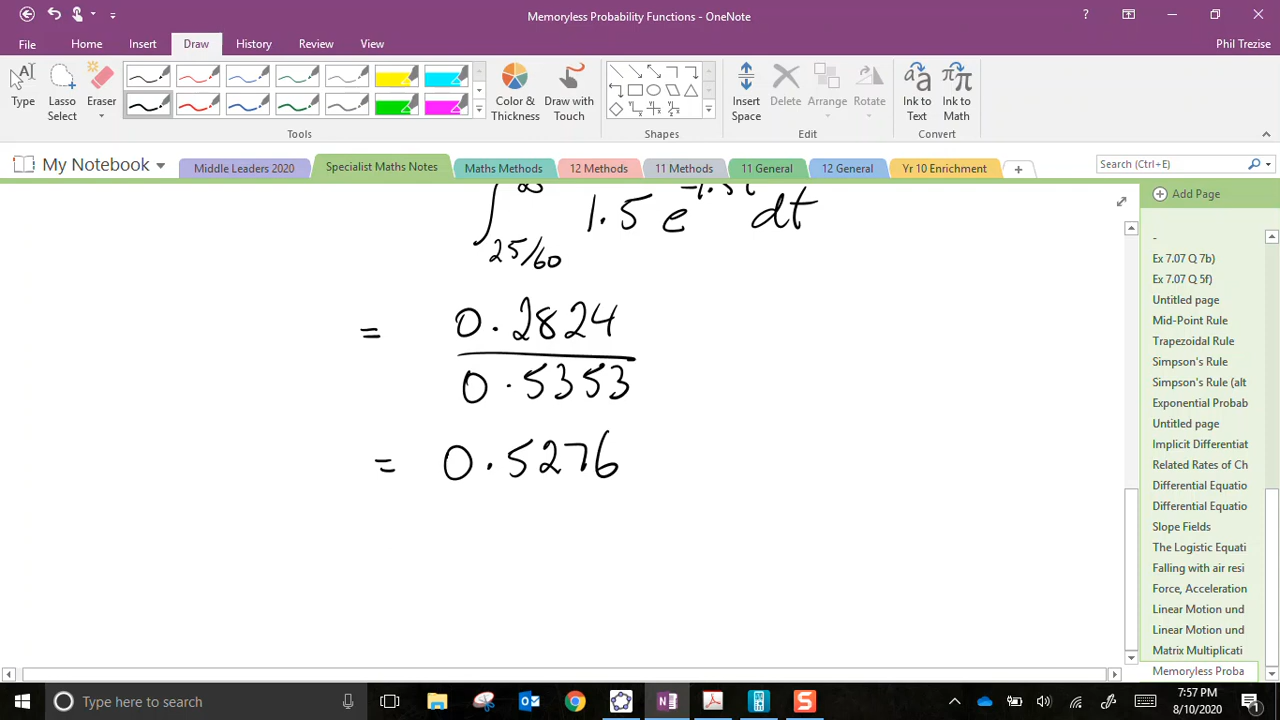 Memoryless Probability Functions - OneNote
File Home Insert Draw History Review View Phil Trezise
Type
Lasso Select
Eraser
Color & Thickness
Draw with Touch
Insert Space
Delete
Arrange
Rotate
Ink to Text
Ink to Math
Tools Shapes Edit Convert
My Notebook Middle Leaders 2020 Specialist Maths Notes Maths Methods 12 Methods 11 Methods 11 General 12 General Yr 10 Enrichment + Search (Ctrl+E)
Add Page
∫ 25/60 ∞ 1.5 e -1.5t dt
= 0.2824
0.5353
= 0.5276
-
Ex 7.07 Q 7b)
Ex 7.07 Q 5f)
Untitled page
Mid-Point Rule
Trapezoidal Rule
Simpson's Rule
Simpson's Rule (alt
Exponential Probab
Untitled page
Implicit Differentiat
Related Rates of Ch
Differential Equatio
Differential Equatio
Slope Fields
The Logistic Equati
Falling with air resi
Force, Acceleration
Linear Motion und
Linear Motion und
Matrix Multiplicati
Memoryless Proba
Type here to search
7:57 PM
8/10/2020